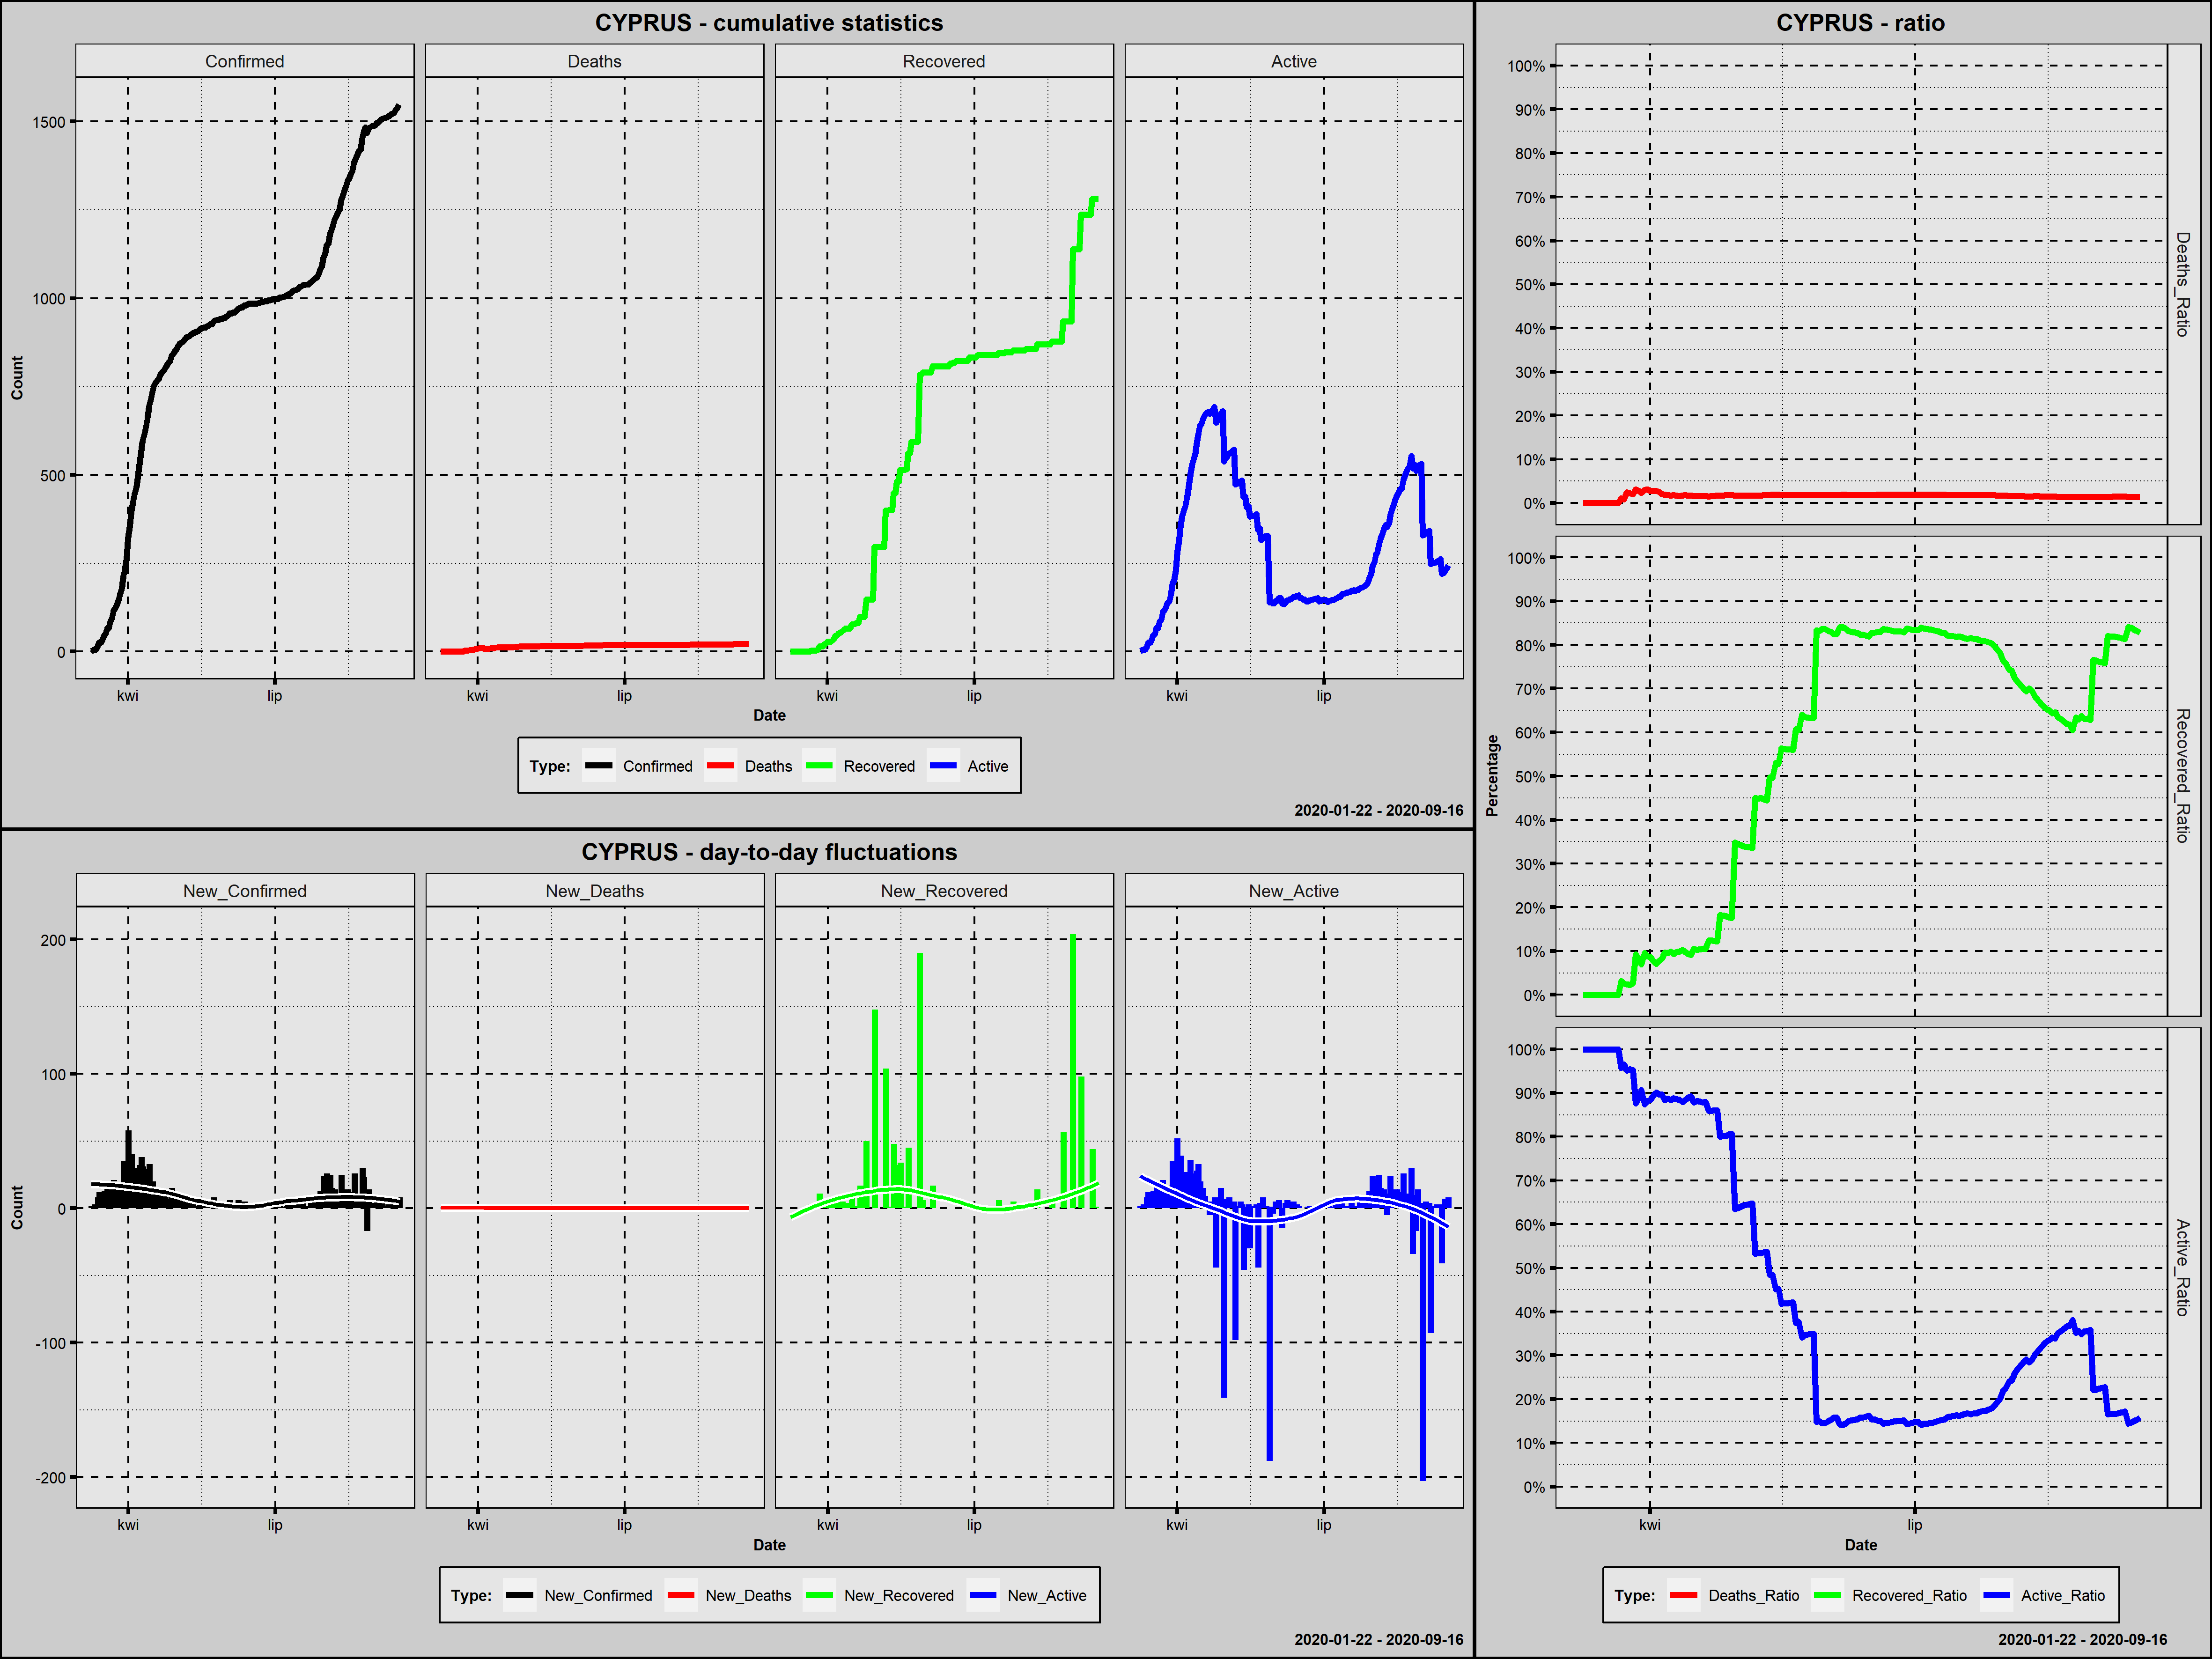 CYPRUS - cumulative statistics
Confirmed
Deaths
Recovered
Active
Count
1500
1000
500
0
kwi
lip
kwi
lip
kwi
lip
kwi
lip
Date
Type: Confirmed Deaths Recovered Active
2020-01-22 - 2020-09-16
CYPRUS - day-to-day fluctuations
New_Confirmed
New_Deaths
New_Recovered
New_Active
Count
200
100
0
-100
-200
kwi
lip
kwi
lip
kwi
lip
kwi
lip
Date
Type: New_Confirmed New_Deaths New_Recovered New_Active
2020-01-22 - 2020-09-16
CYPRUS - ratio
Percentage
100%
90%
80%
70%
60%
50%
40%
30%
20%
10%
0%
Deaths_Ratio
100%
90%
80%
70%
60%
50%
40%
30%
20%
10%
0%
Recovered_Ratio
100%
90%
80%
70%
60%
50%
40%
30%
20%
10%
0%
Active_Ratio
kwi
lip
Date
Type: Deaths_Ratio Recovered_Ratio Active_Ratio
2020-01-22 - 2020-09-16